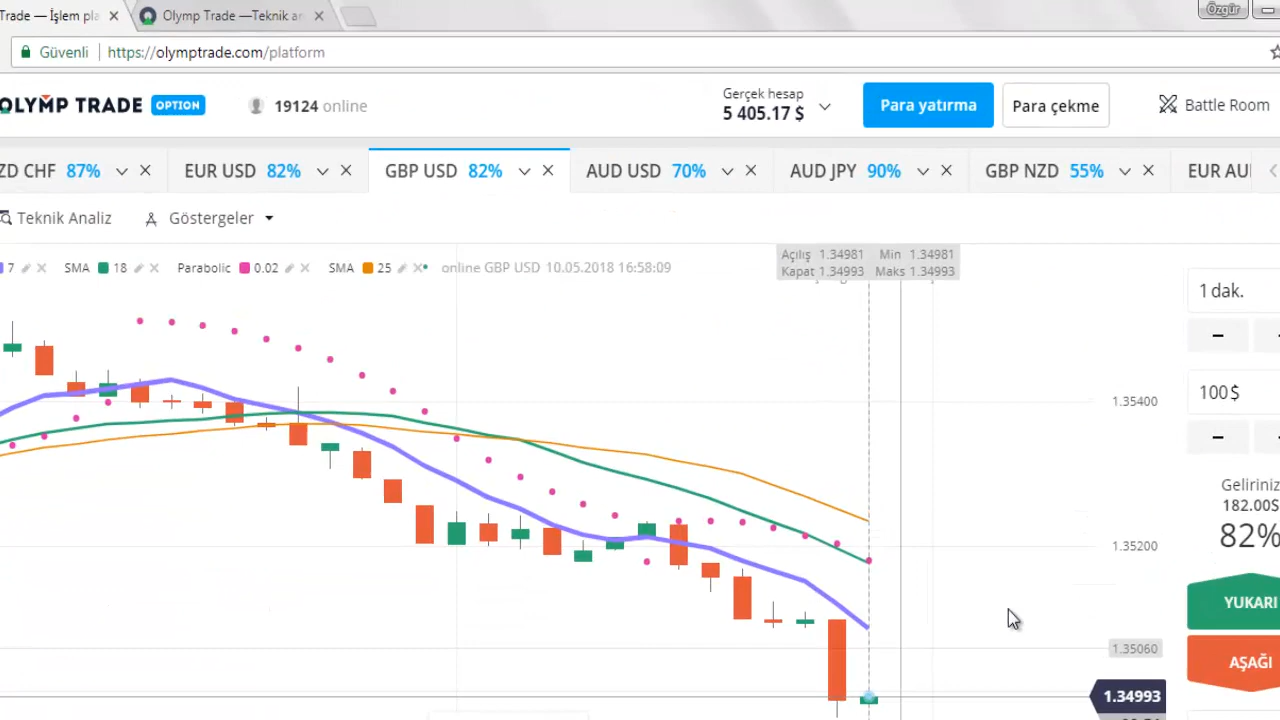 Trade — İşlem pla
Olymp Trade —Teknik an
Özgür
Güvenli
https://olymptrade.com/platform
OLYMP TRADE OPTION
19124 online
Gerçek hesap
5 405.17 $
Para yatırma
Para çekme
Battle Room
ZD CHF 87%
EUR USD 82%
GBP USD 82%
AUD USD 70%
AUD JPY 90%
GBP NZD 55%
EUR AU
Teknik Analiz
Göstergeler
7
SMA 18
Parabolic 0.02
SMA 25
online GBP USD 10.05.2018 16:58:09
Açılış 1.34981 Min 1.34981
Kapat 1.34993 Maks 1.34993
1 dak.
1.35400
100$
Geliriniz
182.00$
82%
1.35200
YUKARI
1.35060
AŞAĞI
1.34993